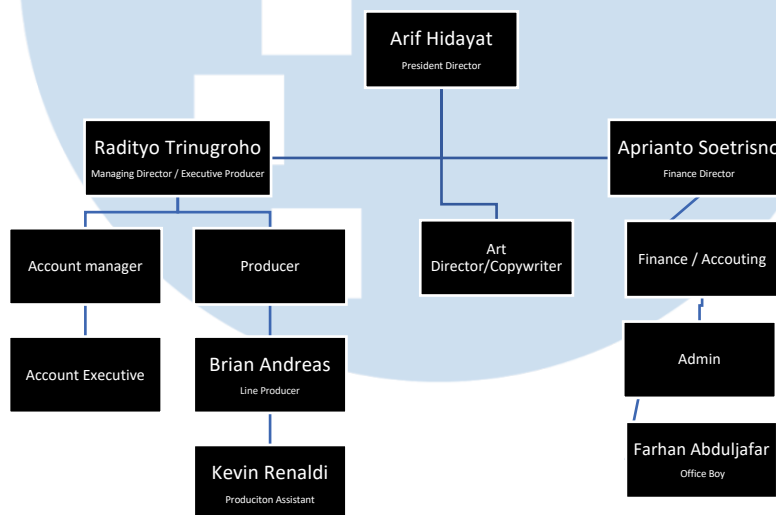 Arif Hidayat
President Director
Radityo Trinugroho
Managing Director / Executive Producer
Aprianto Soetrisno
Finance Director
Account manager
Producer
Art
Director/Copywriter
Finance / Accouting
Account Executive
Brian Andreas
Line Producer
Admin
Kevin Renaldi
Produciton Assistant
Farhan Abduljafar
Office Boy